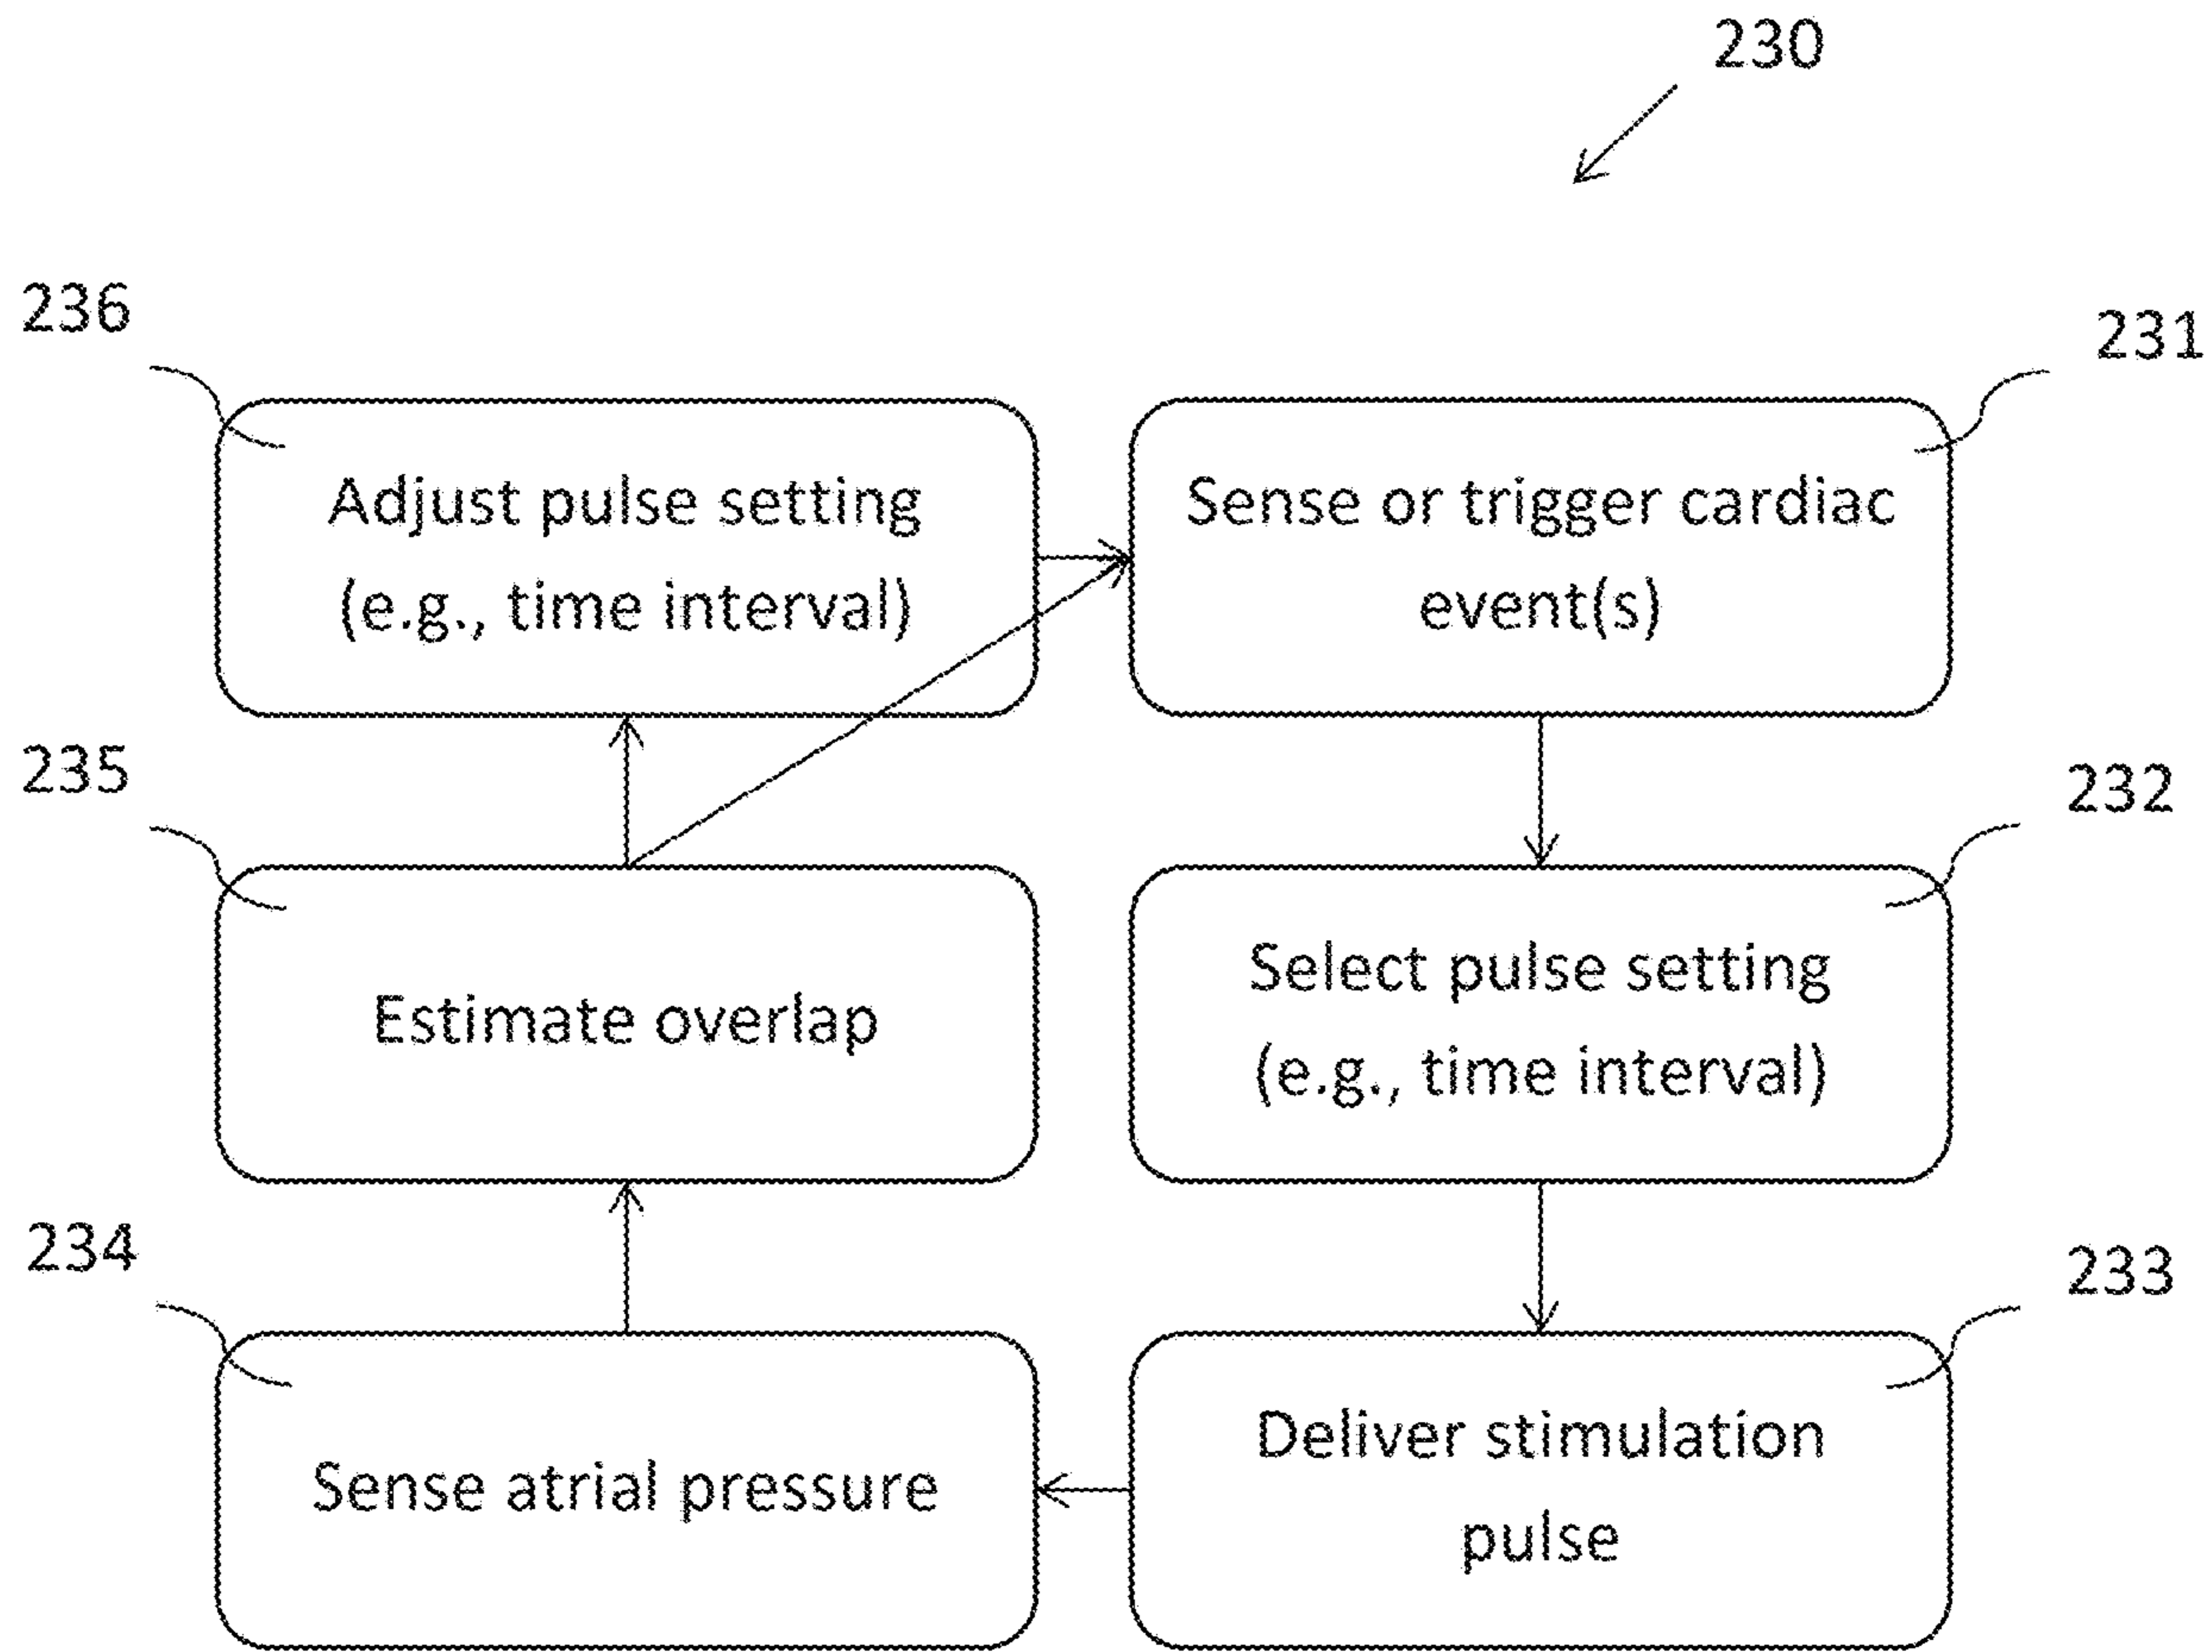 230
236
231
Adjust pulse setting
(e.g., time interval)
Sense or trigger cardiac
event(s)
235
232
Estimate overlap
Select pulse setting
(e.g., time interval)
234
233
Sense atrial pressure
Deliver stimulation
pulse